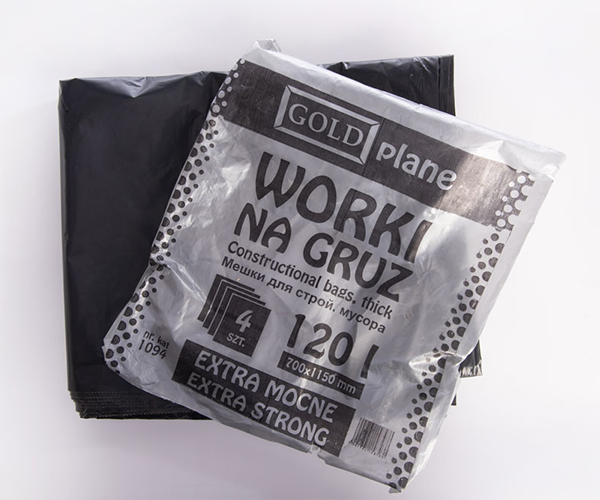 GOLD plane
WORKI
NA GRUZ
Constructional bags, thick
Мешки для строй. мусора
4
SZT.
120 l
700x1150 mm
nr. kat
1094
EXTRA MOCNE
EXTRA STRONG